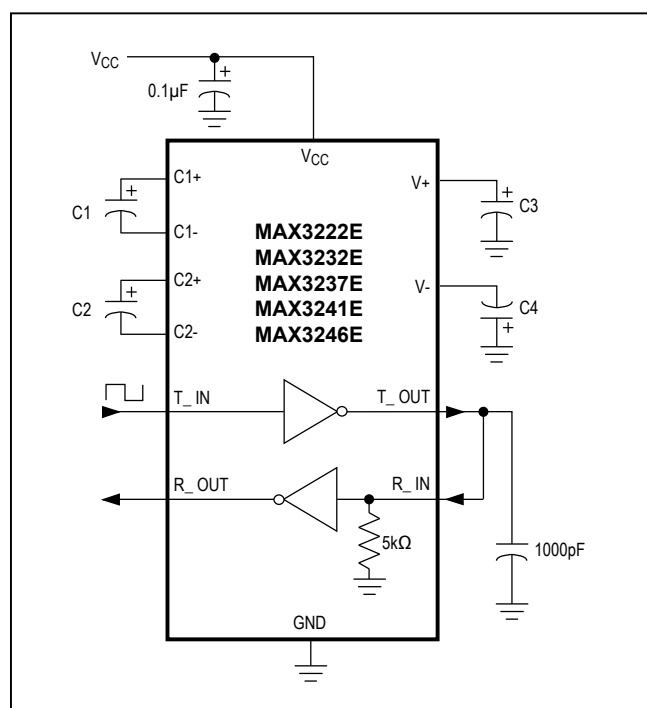 VCC
0.1µF
+
VCC
C1
+
C1+
C1-
C2
+
C2+
C2-
MAX3222E
MAX3232E
MAX3237E
MAX3241E
MAX3246E
V+
+
C3
V-
C4
+
T_ IN
T_ OUT
R_ OUT
R_ IN
5kΩ
1000pF
GND